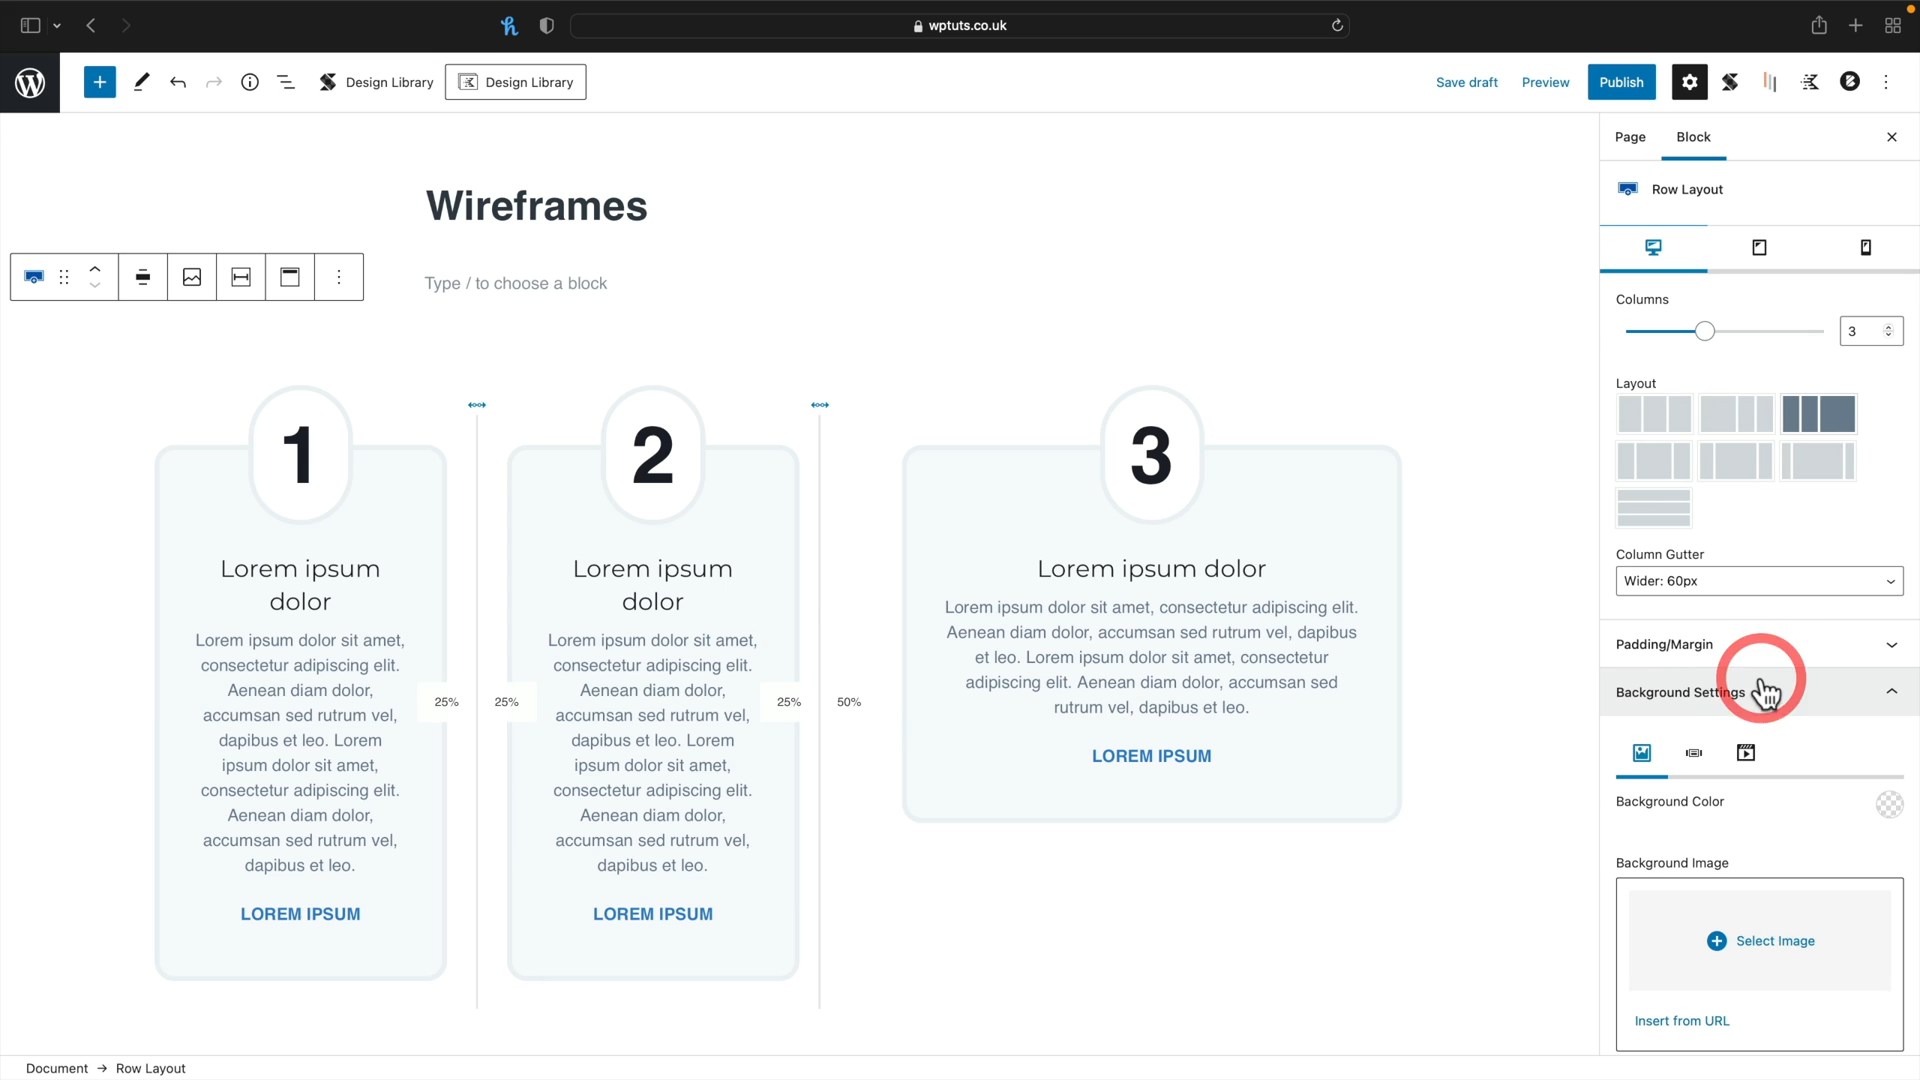 wptuts.co.uk
Design Library
Design Library
Save draft
Preview
Publish
Page
Block
Row Layout
Wireframes
Type / to choose a block
Columns
3
Layout
Column Gutter
Wider: 60px
Padding/Margin
Background Settings
Background Color
Background Image
Select Image
Insert from URL
1
Lorem ipsum
dolor
Lorem ipsum dolor sit amet,
consectetur adipiscing elit.
Aenean diam dolor,
accumsan sed rutrum vel,
dapibus et leo. Lorem
ipsum dolor sit amet,
consectetur adipiscing elit.
Aenean diam dolor,
accumsan sed rutrum vel,
dapibus et leo.
LOREM IPSUM
25%
25%
2
Lorem ipsum
dolor
Lorem ipsum dolor sit amet,
consectetur adipiscing elit.
Aenean diam dolor,
accumsan sed rutrum vel,
dapibus et leo. Lorem
ipsum dolor sit amet,
consectetur adipiscing elit.
Aenean diam dolor,
accumsan sed rutrum vel,
dapibus et leo.
LOREM IPSUM
25%
50%
3
Lorem ipsum dolor
Lorem ipsum dolor sit amet, consectetur adipiscing elit.
Aenean diam dolor, accumsan sed rutrum vel, dapibus
et leo. Lorem ipsum dolor sit amet, consectetur
adipiscing elit. Aenean diam dolor, accumsan sed
rutrum vel, dapibus et leo.
LOREM IPSUM
Document → Row Layout